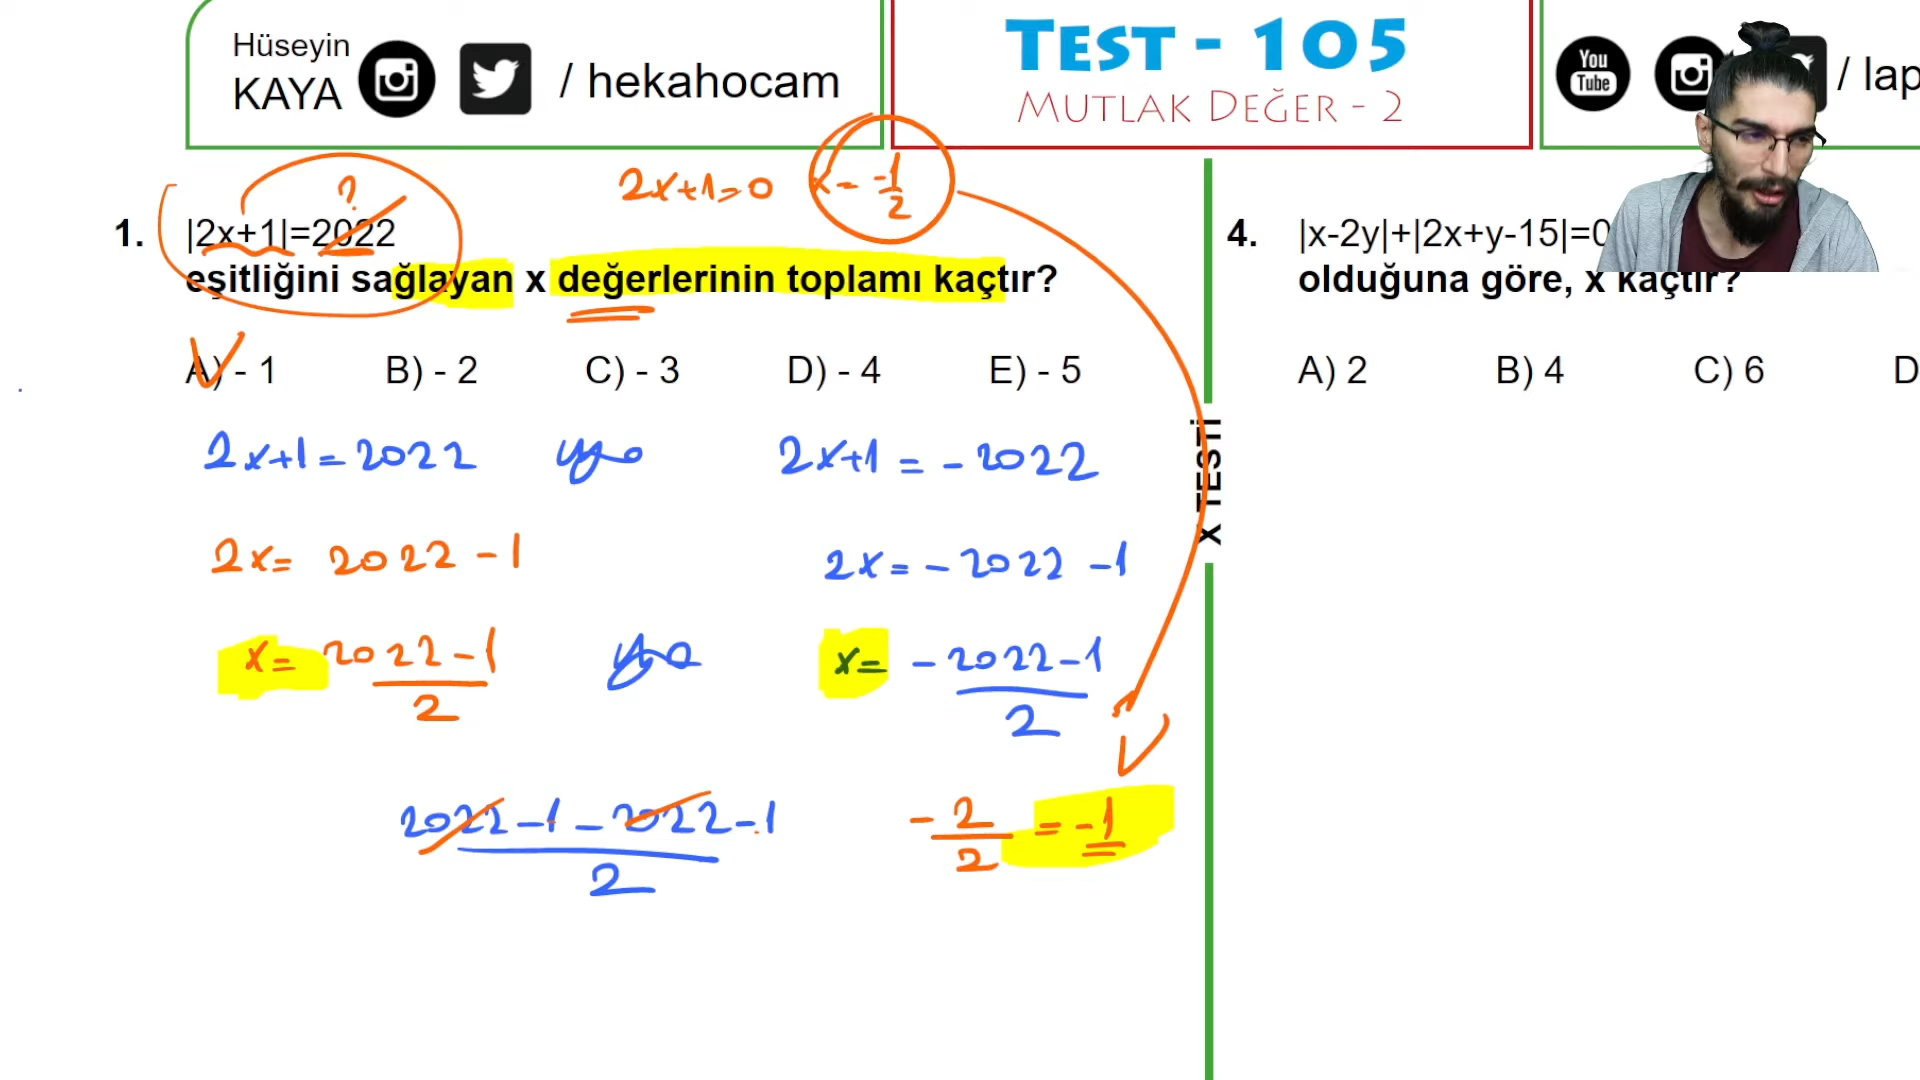 Hüseyin
KAYA
/ hekahocam
TEST - 105
MUTLAK DEĞER - 2
You
Tube
/ lap
2x+1=0 x=-1/2
?
1. |2x+1|=2022
eşitliğini sağlayan x değerlerinin toplamı kaçtır?
A) - 1 B) - 2 C) - 3 D) - 4 E) - 5
2x+1=2022 2x+1=-2022
2x=2022-1 2x=-2022-1
x=2022-1/2 x=-2022-1/2
2022-1-2022-1/2 -2/2=-1
X TESTİ
4. |x-2y|+|2x+y-15|=0
olduğuna göre, x kaçtır?
A) 2 B) 4 C) 6 D